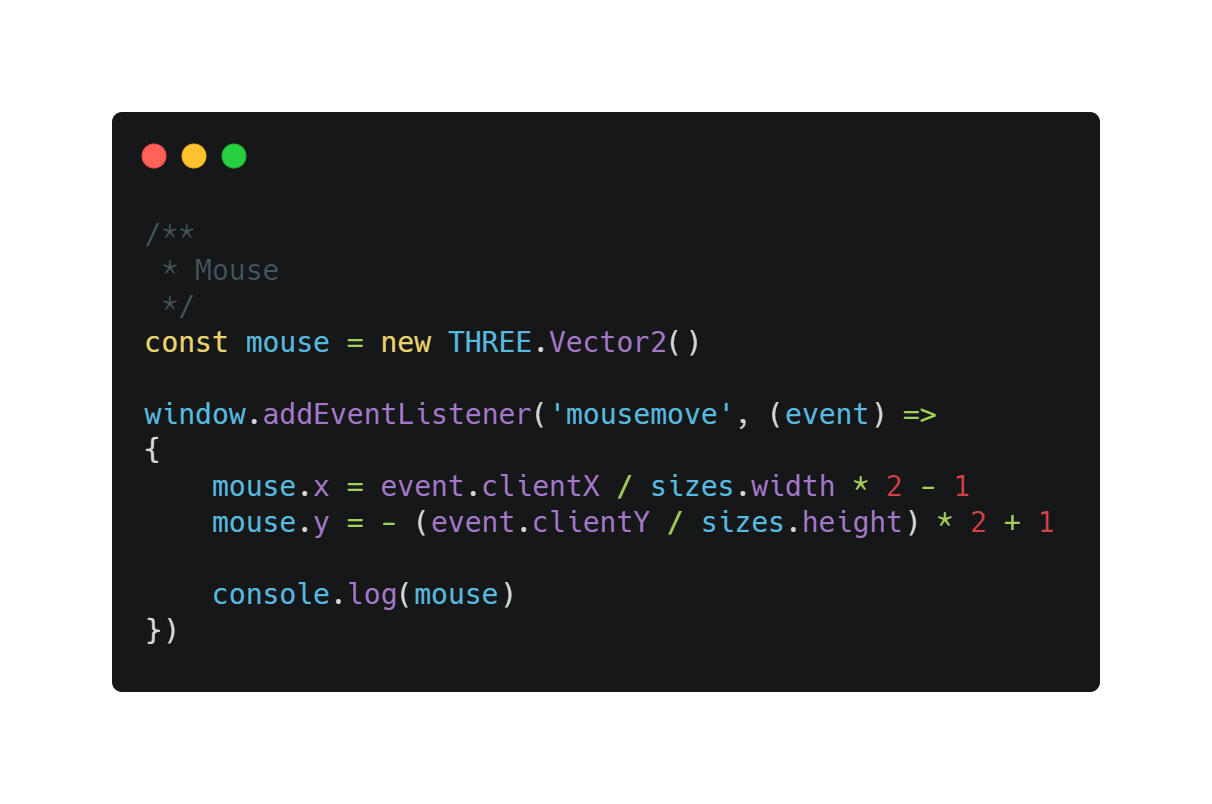 /**
 * Mouse
 */
const mouse = new THREE.Vector2()

window.addEventListener('mousemove', (event) =>
{
    mouse.x = event.clientX / sizes.width * 2 - 1
    mouse.y = - (event.clientY / sizes.height) * 2 + 1

    console.log(mouse)
})